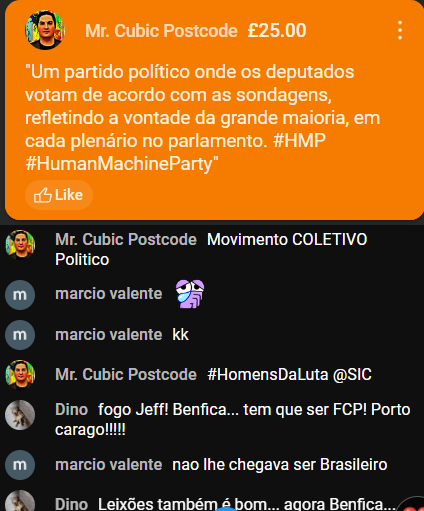 Mr. Cubic Postcode £25.00
"Um partido político onde os deputados
votam de acordo com as sondagens,
refletindo a vontade da grande maioria, em
cada plenário no parlamento. #HMP
#HumanMachineParty"
Like
Mr. Cubic Postcode Movimento COLETIVO
Politico
m marcio valente
m marcio valente kk
Mr. Cubic Postcode #HomensDaLuta @SIC
Dino fogo Jeff! Benfica... tem que ser FCP! Porto
carago!!!!!
m marcio valente nao lhe chegava ser Brasileiro
Dino Leixões também é bom... agora Benfica...